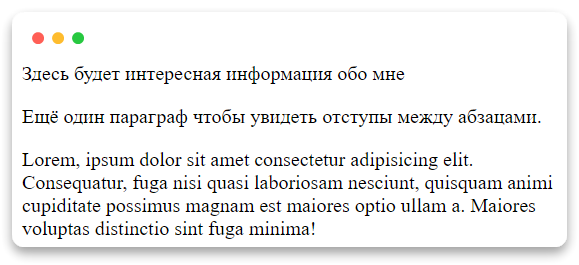 Здесь будет интересная информация обо мне
Ещё один параграф чтобы увидеть отступы между абзацами.
Lorem, ipsum dolor sit amet consectetur adipisicing elit.
Consequatur, fuga nisi quasi laboriosam nesciunt, quisquam animi
cupiditate possimus magnam est maiores optio ullam a. Maiores
voluptas distinctio sint fuga minima!